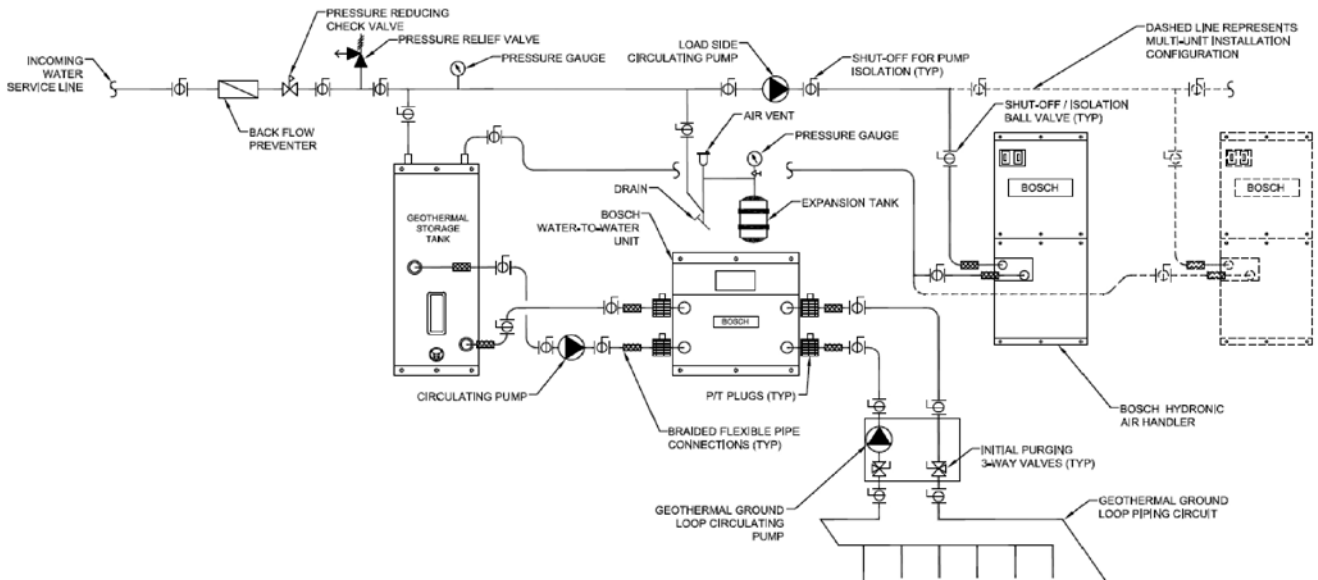 PRESSURE REDUCING
CHECK VALVE
PRESSURE RELIEF VALVE
INCOMING
WATER
SERVICE LINE
PRESSURE GAUGE
BACK FLOW
PREVENTER
LOAD SIDE
CIRCULATING PUMP
SHUT-OFF FOR PUMP
ISOLATION (TYP)
DASHED LINE REPRESENTS
MULTI-UNIT INSTALLATION
CONFIGURATION
AIR VENT
PRESSURE GAUGE
SHUT-OFF / ISOLATION
BALL VALVE (TYP)
DRAIN
EXPANSION TANK
BOSCH
WATER-TO-WATER
UNIT
GEOTHERMAL
STORAGE
TANK
BOSCH
BOSCH
BOSCH
CIRCULATING PUMP
P/T PLUGS (TYP)
BRAIDED FLEXIBLE PIPE
CONNECTIONS (TYP)
BOSCH HYDRONIC
AIR HANDLER
INITIAL PURGING
3-WAY VALVES (TYP)
GEOTHERMAL GROUND
LOOP CIRCULATING
PUMP
GEOTHERMAL GROUND
LOOP PIPING CIRCUIT